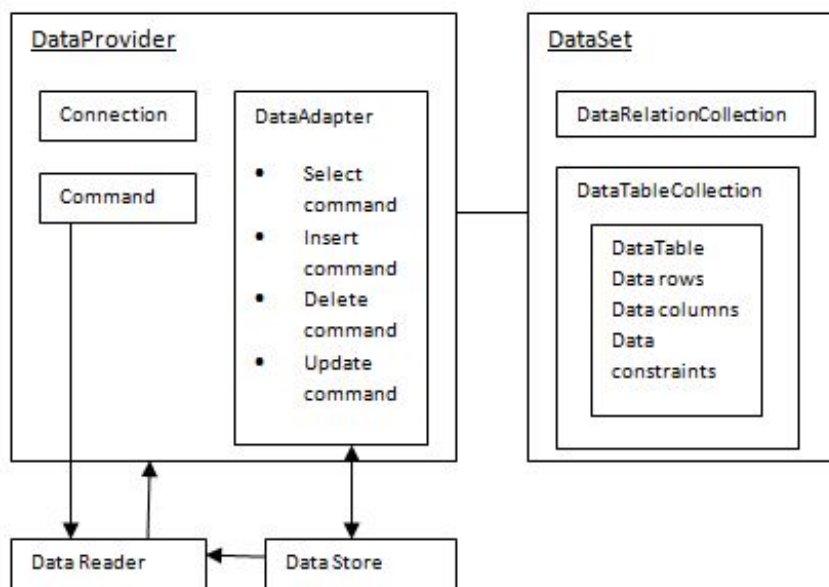 DataProvider
Connection
Command
DataAdapter
• Select
command
• Insert
command
• Delete
command
• Update
command
DataSet
DataRelationCollection
DataTableCollection
DataTable
Data rows
Data columns
Data
constraints
Data Reader
Data Store